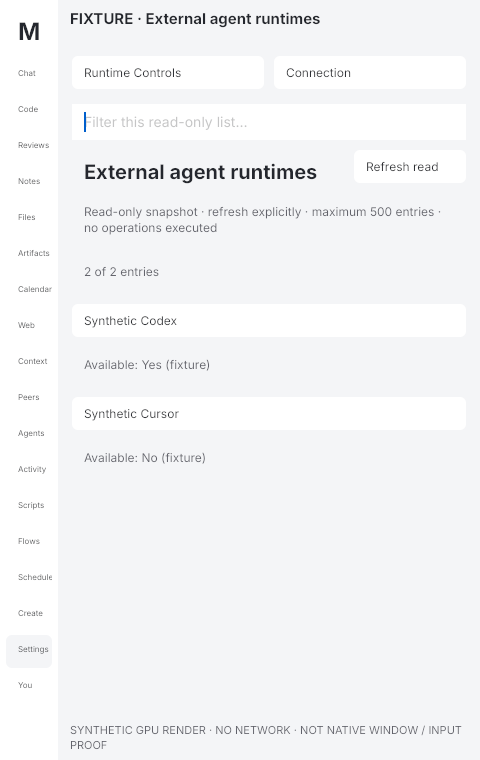 M
Chat
Code
Reviews
Notes
Files
Artifacts
Calendar
Web
Context
Peers
Agents
Activity
Scripts
Flows
Schedule
Create
Settings
You
FIXTURE · External agent runtimes
Runtime Controls
Connection
Filter this read-only list...
External agent runtimes
Refresh read
Read-only snapshot · refresh explicitly · maximum 500 entries ·
no operations executed
2 of 2 entries
Synthetic Codex
Available: Yes (fixture)
Synthetic Cursor
Available: No (fixture)
SYNTHETIC GPU RENDER · NO NETWORK · NOT NATIVE WINDOW / INPUT
PROOF